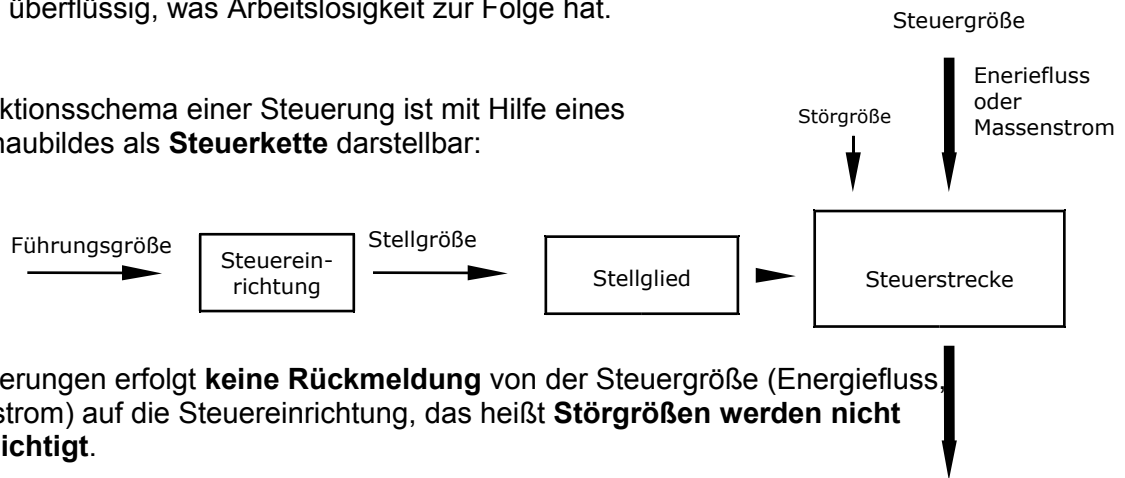 überflüssig, was Arbeitslosigkeit zur Folge hat.
Steuergröße
Eneriefluss
oder
Massenstrom
ktionsschema einer Steuerung ist mit Hilfe eines
naubildes als Steuerkette darstellbar:
Störgröße
Führungsgröße
Steuerein-
richtung
Stellgröße
Stellglied
Steuerstrecke
erungen erfolgt keine Rückmeldung von der Steuergröße (Energiefluss,
strom) auf die Steuereinrichtung, das heißt Störgrößen werden nicht
ichtigt.